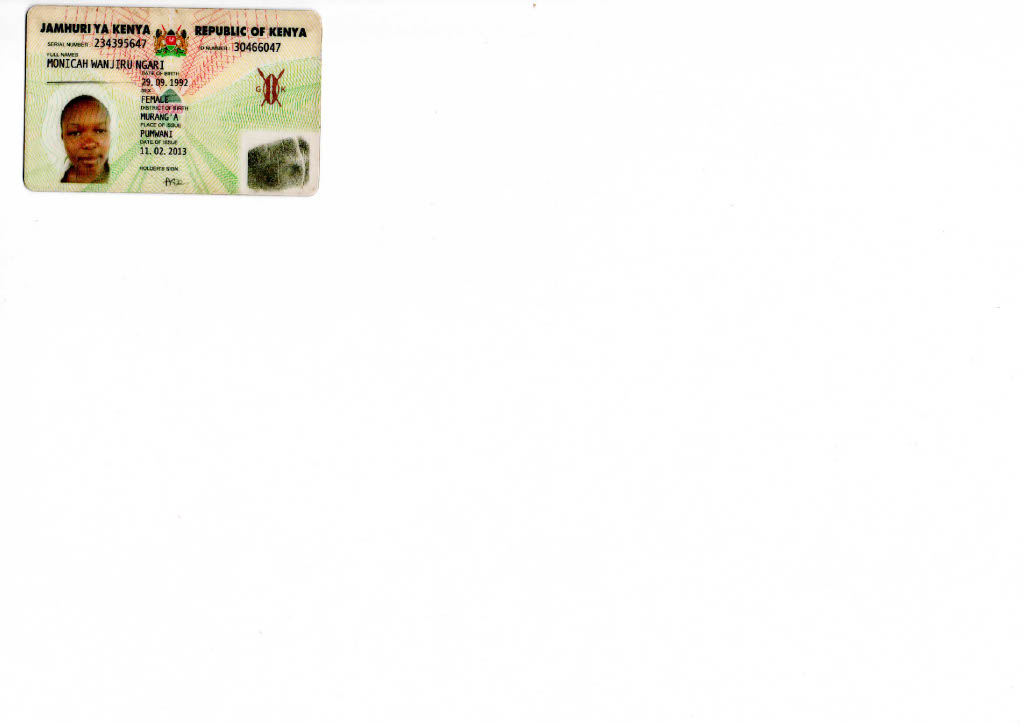 JAMHURI YA KENYA REPUBLIC OF KENYA
SERIAL NUMBER: 234395647 ID NUMBER: 30466047
FULL NAMES
MONICAH WANJIRU NGARI
DATE OF BIRTH
29.09.1992
SEX
FEMALE
DISTRICT OF BIRTH
MURANG'A
PLACE OF ISSUE
PUMWANI
DATE OF ISSUE
11.02.2013
HOLDER'S SIGN
G K